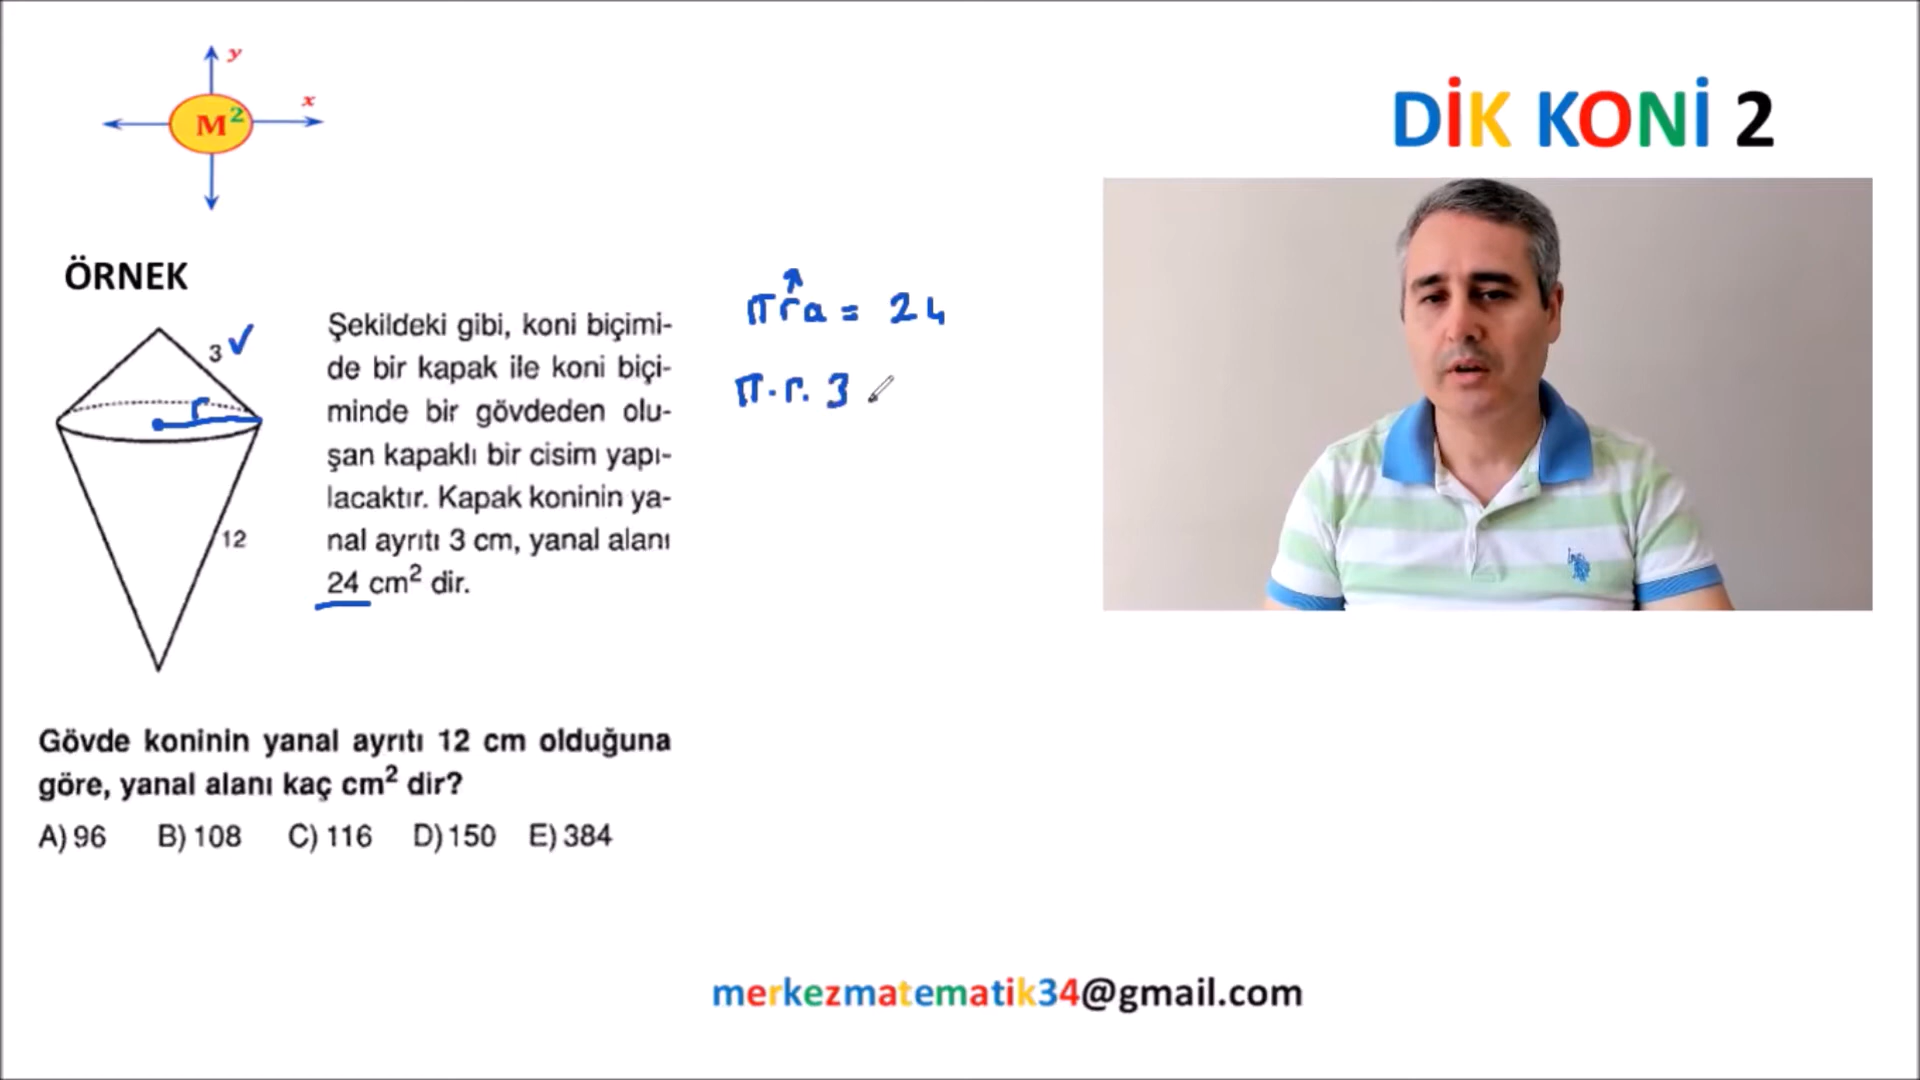 y
x
M²
DİK KONİ 2
ÖRNEK
3
r
12
Şekildeki gibi, koni biçimi-
de bir kapak ile koni biçi-
minde bir gövdeden olu-
şan kapaklı bir cisim yapı-
lacaktır. Kapak koninin ya-
nal ayrıtı 3 cm, yanal alanı
24 cm² dir.
πra = 24
π.r.3
Gövde koninin yanal ayrıtı 12 cm olduğuna
göre, yanal alanı kaç cm² dir?
A) 96 B) 108 C) 116 D) 150 E) 384
merkezmatematik34@gmail.com